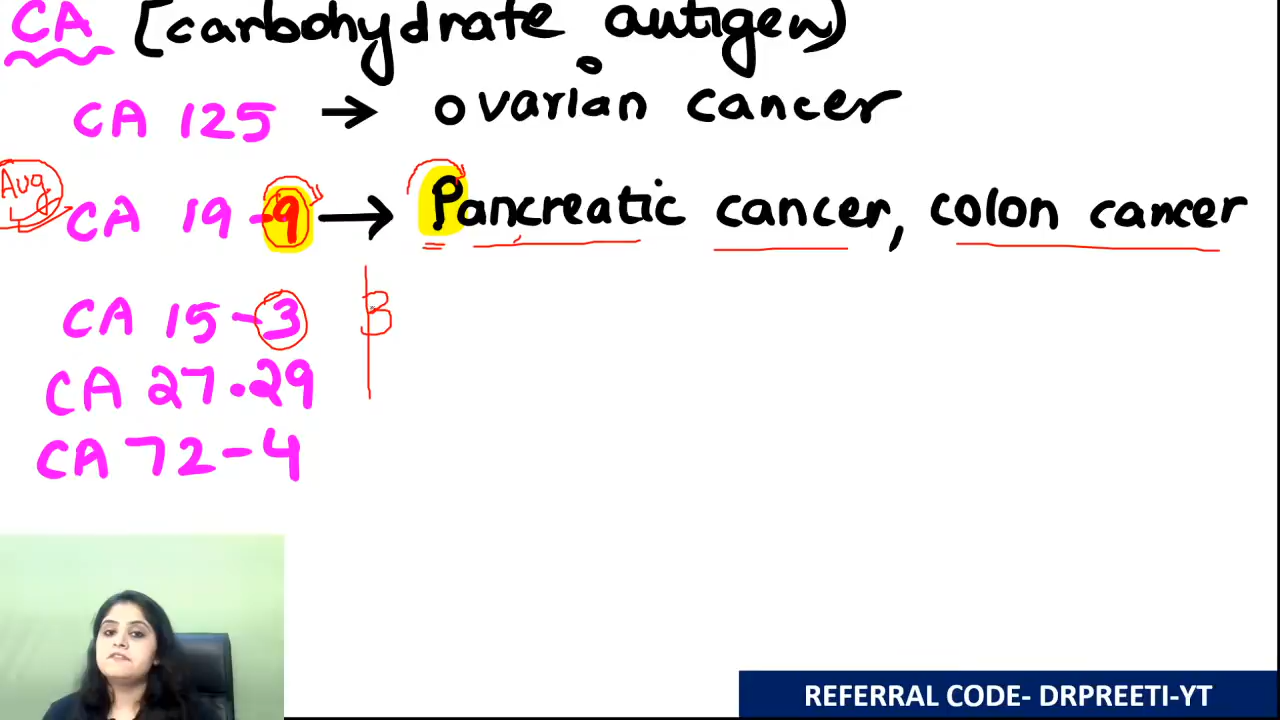 CA [carbohydrate antigen)
CA 125 → ovarian cancer
Aug
CA 19-9 → Pancreatic cancer, colon cancer
CA 15-3 | 3
CA 27.29
CA 72-4
REFERRAL CODE- DRPREETI-YT